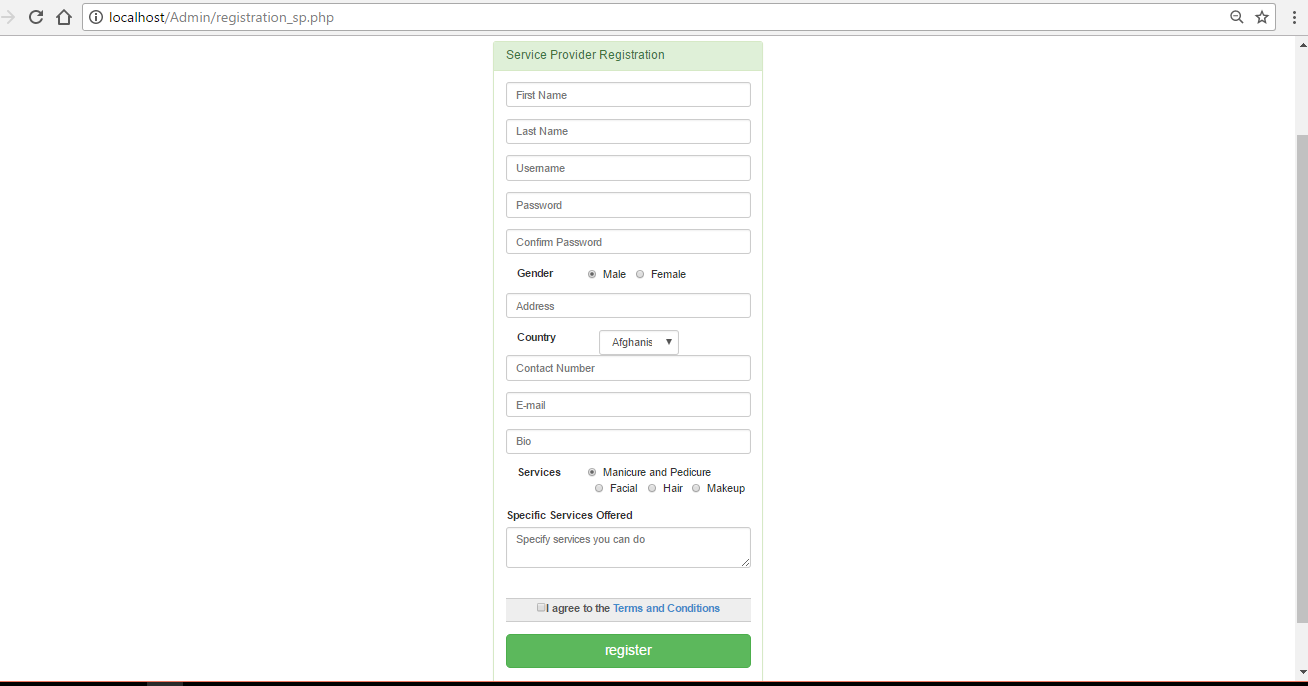 localhost/Admin/registration_sp.php
Service Provider Registration
First Name
Last Name
Username
Password
Confirm Password
Gender Male Female
Address
Country Afghanis
Contact Number
E-mail
Bio
Services Manicure and Pedicure
Facial Hair Makeup
Specific Services Offered
Specify services you can do
I agree to the Terms and Conditions
register